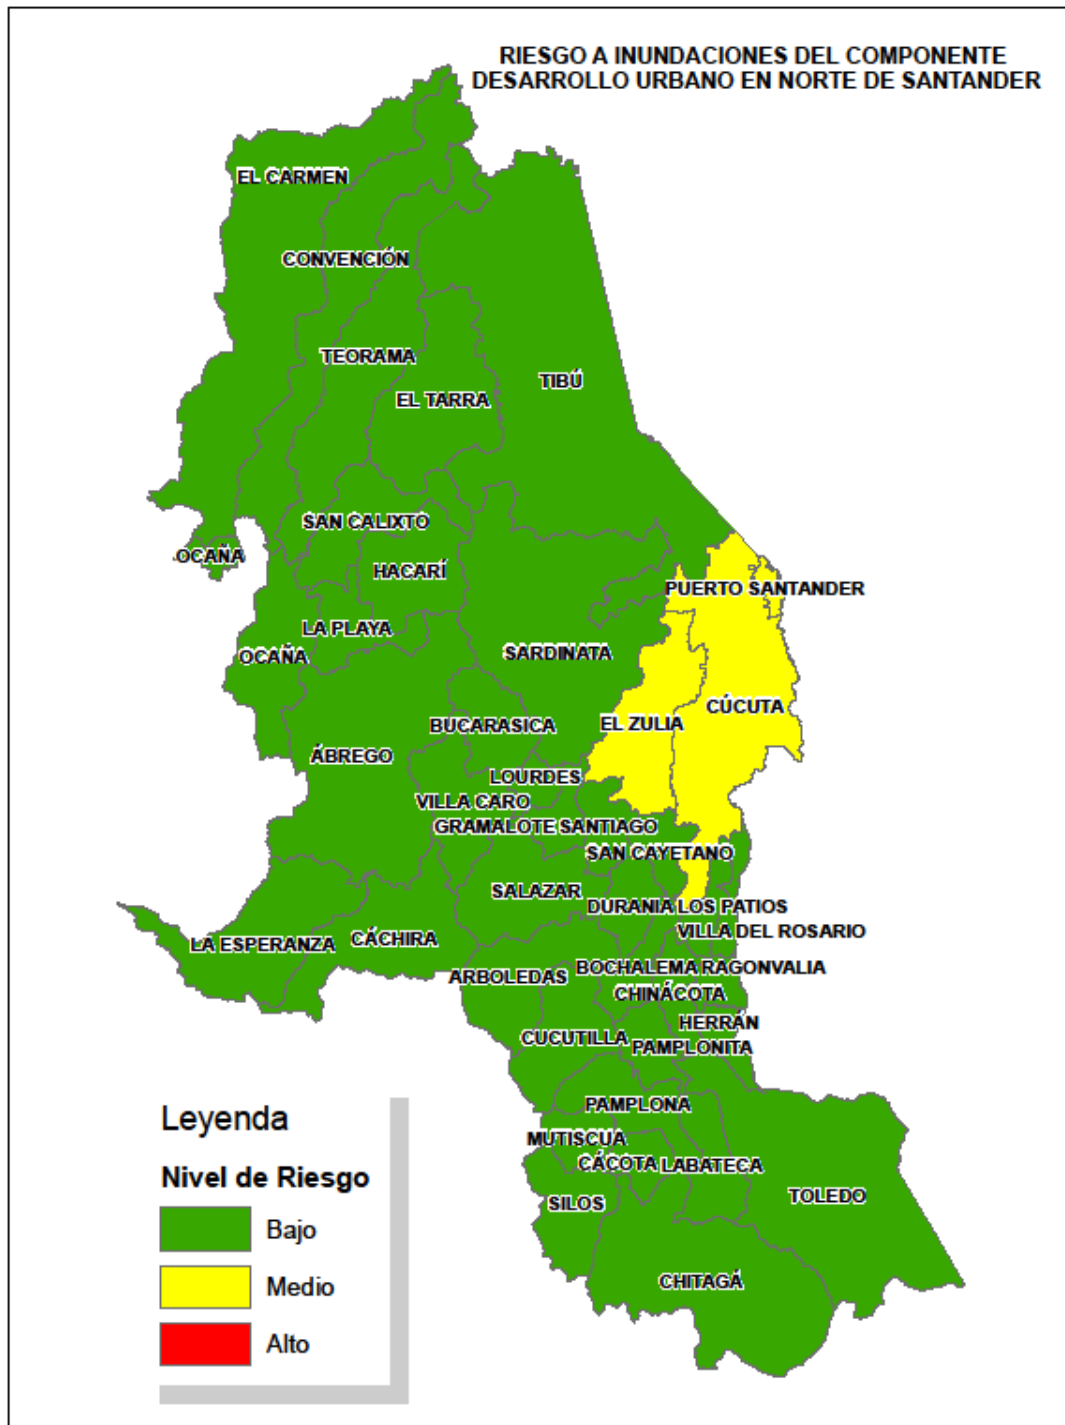 RIESGO A INUNDACIONES DEL COMPONENTE
DESARROLLO URBANO EN NORTE DE SANTANDER
EL CARMEN
CONVENCIÓN
TEORAMA
TIBÚ
EL TARRA
SAN CALIXTO
OCAÑA
HACARÍ
PUERTO SANTANDER
LA PLAYA
SARDINATA
OCAÑA
CÚCUTA
EL ZULIA
BUCARASICA
ÁBREGO
LOURDES
VILLA CARO
GRAMALOTE SANTIAGO
SAN CAYETANO
SALAZAR
DURANIA LOS PATIOS
VILLA DEL ROSARIO
CÁCHIRA
LA ESPERANZA
BOCHALEMA RAGONVALIA
ARBOLEDAS
CHINÁCOTA
HERRÁN
CUCUTILLA
PAMPLONITA
PAMPLONA
MUTISCUA
CÁCOTA LABATECA
TOLEDO
SILOS
CHITAGÁ
Leyenda
Nivel de Riesgo
Bajo
Medio
Alto